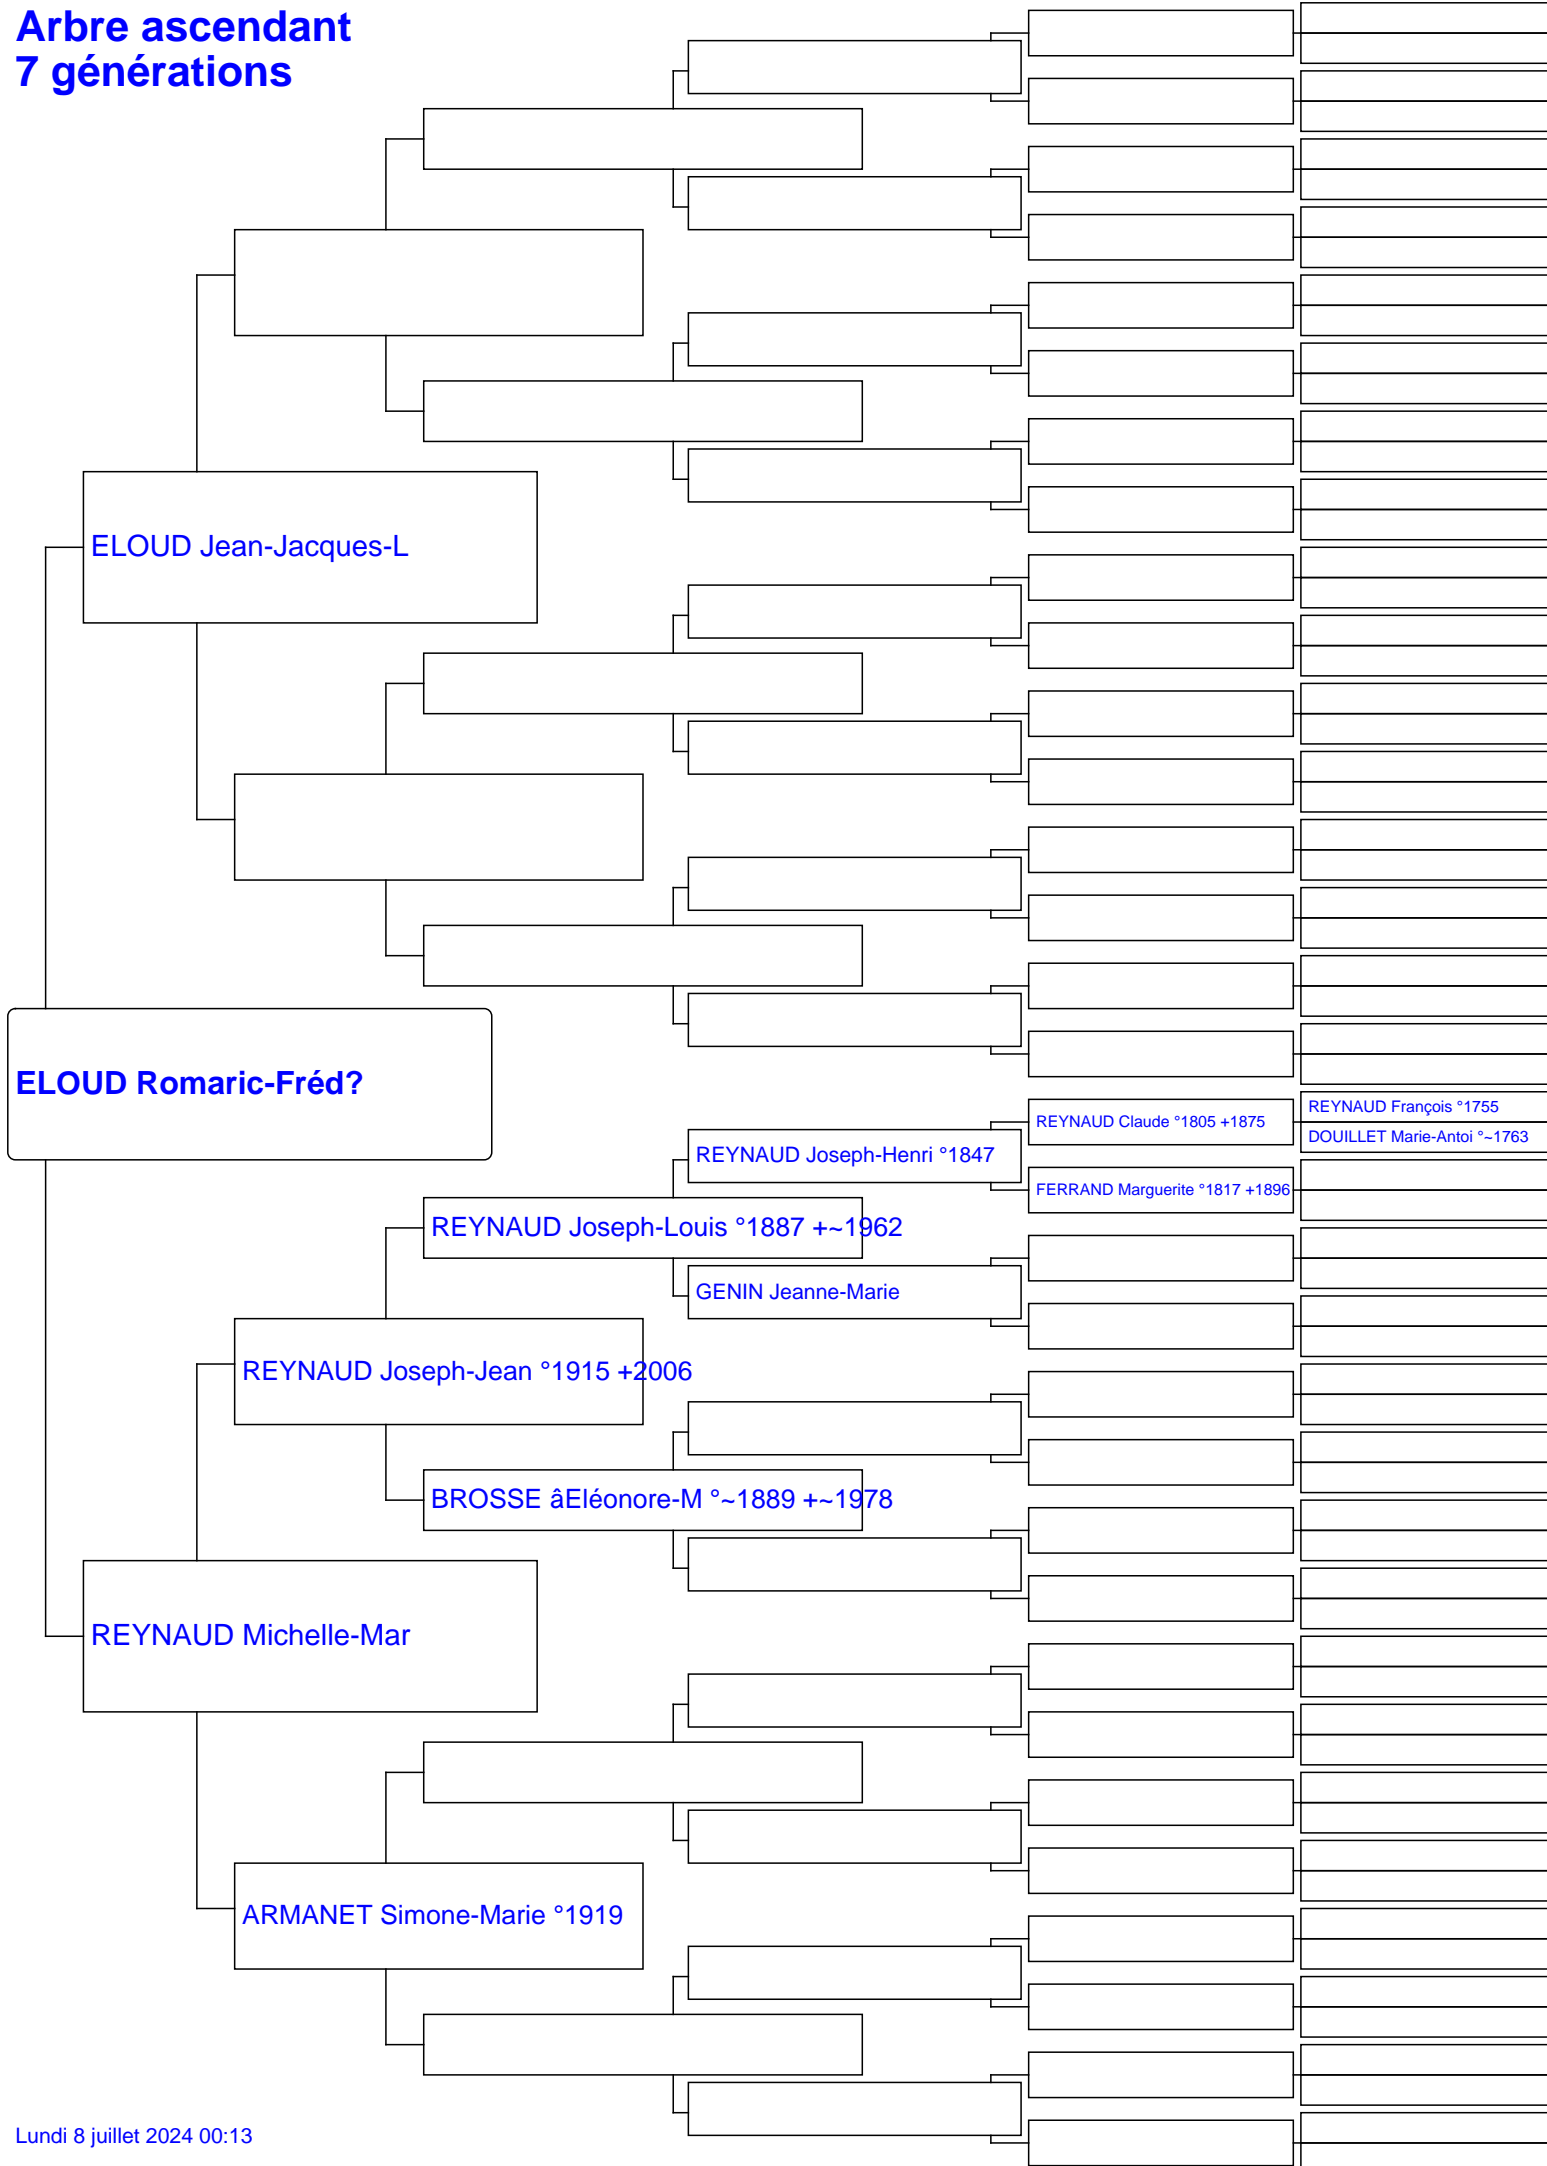 Arbre ascendant
7 générations
ELOUD Jean-Jacques-L
ELOUD Romaric-Fréd?
REYNAUD François °1755
REYNAUD Claude °1805 +1875
DOUILLET Marie-Antoi °~1763
REYNAUD Joseph-Henri °1847
FERRAND Marguerite °1817 +1896
REYNAUD Joseph-Louis °1887 +~1962
GENIN Jeanne-Marie
REYNAUD Joseph-Jean °1915 +2006
BROSSE âEléonore-M °~1889 +~1978
REYNAUD Michelle-Mar
ARMANET Simone-Marie °1919
Lundi 8 juillet 2024 00:13